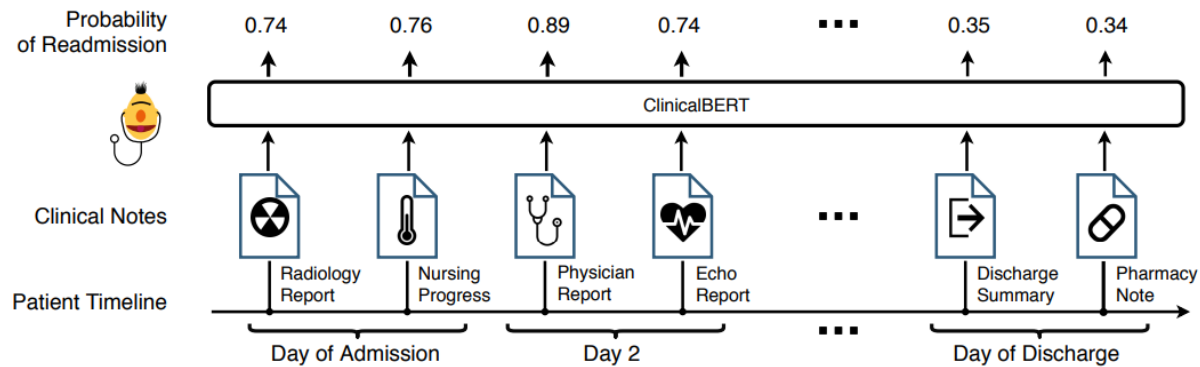 Probability
of Readmission
0.74 0.76 0.89 0.74 0.35 0.34
ClinicalBERT
Clinical Notes
Radiology
Report
Nursing
Progress
Physician
Report
Echo
Report
Discharge
Summary
Pharmacy
Note
Patient Timeline
Day of Admission
Day 2
Day of Discharge